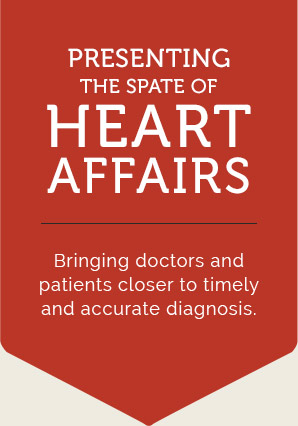 PRESENTING
THE SPATE OF
HEART
AFFAIRS
Bringing doctors and
patients closer to timely
and accurate diagnosis.